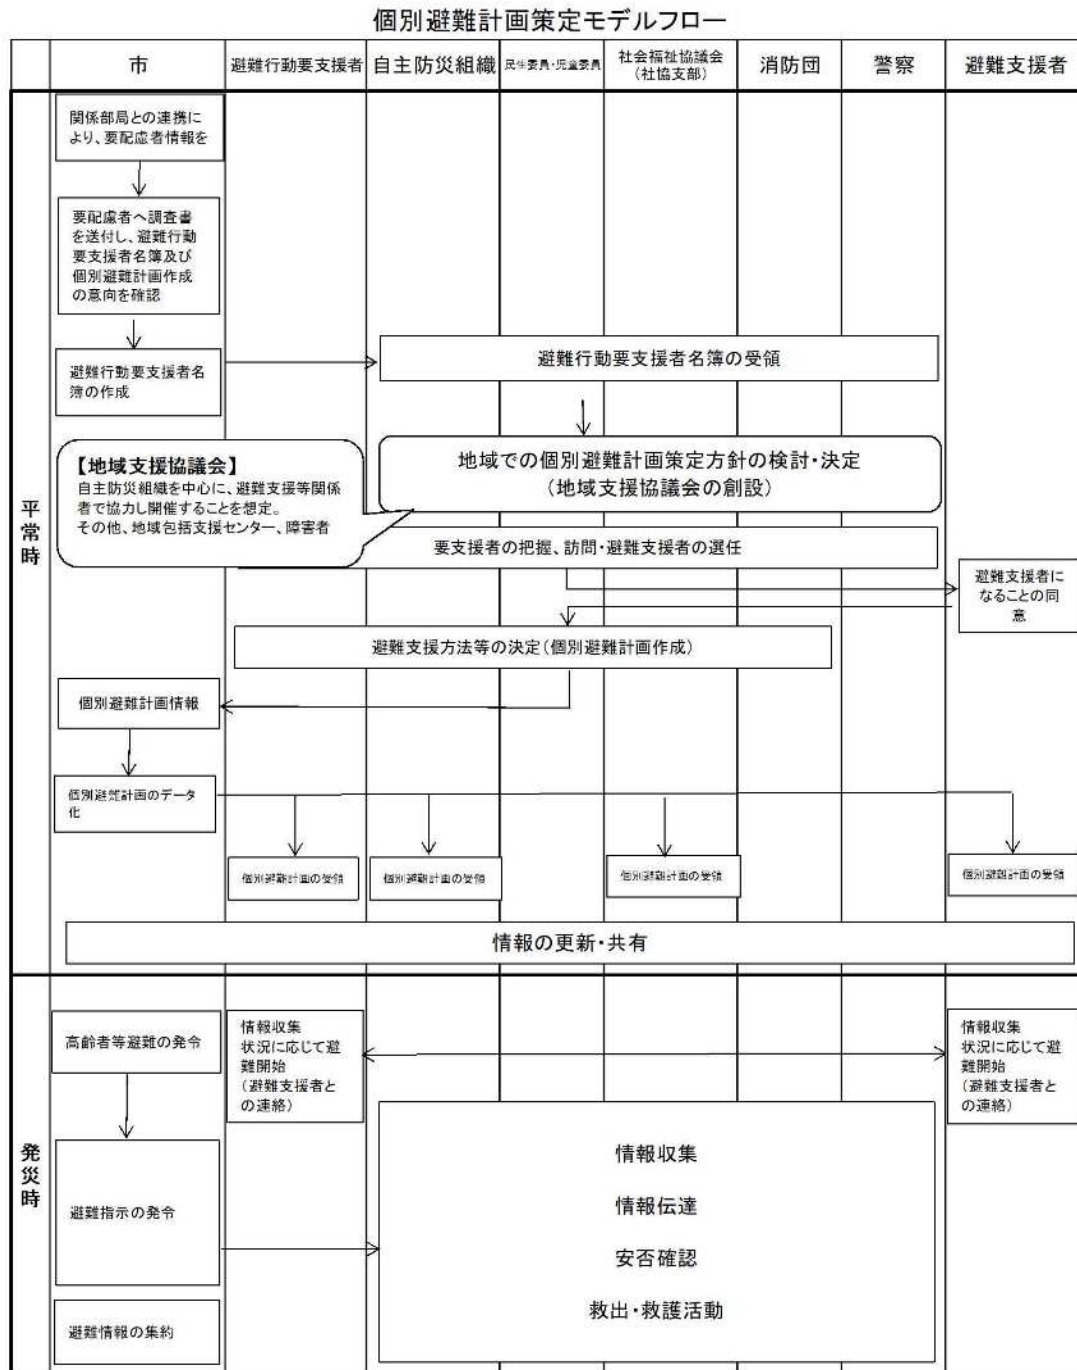 個別避難計画策定モデルフロー
市
避難行動要支援者
自主防災組織
民生委員・児童委員
社会福祉協議会
(社協支部)
消防団
警察
避難支援者
平常時
関係部局との連携に
より、要配慮者情報を
要配慮者へ調査書
を送付し、避難行動
要支援者名簿及び
個別避難計画作成
の意向を確認
避難行動要支援者名
簿の作成
避難行動要支援者名簿の受領
【地域支援協議会】
自主防災組織を中心に、避難支援等関係
者で協力し開催することを想定。
その他、地域包括支援センター、障害者
地域での個別避難計画策定方針の検討・決定
(地域支援協議会の創設)
要支援者の把握、訪問・避難支援者の選任
避難支援者に
なることの同
意
避難支援方法等の決定(個別避難計画作成)
個別避難計画情報
個別避難計画のデータ
化
個別避難計画の受領
個別避難計画の受領
個別避難計画の受領
個別避難計画の受領
情報の更新・共有
発災時
高齢者等避難の発令
情報収集
状況に応じて避
難開始
(避難支援者と
の連絡)
情報収集
状況に応じて避
難開始
(避難支援者と
の連絡)
避難指示の発令
情報収集
情報伝達
安否確認
救出・救護活動
避難情報の集約